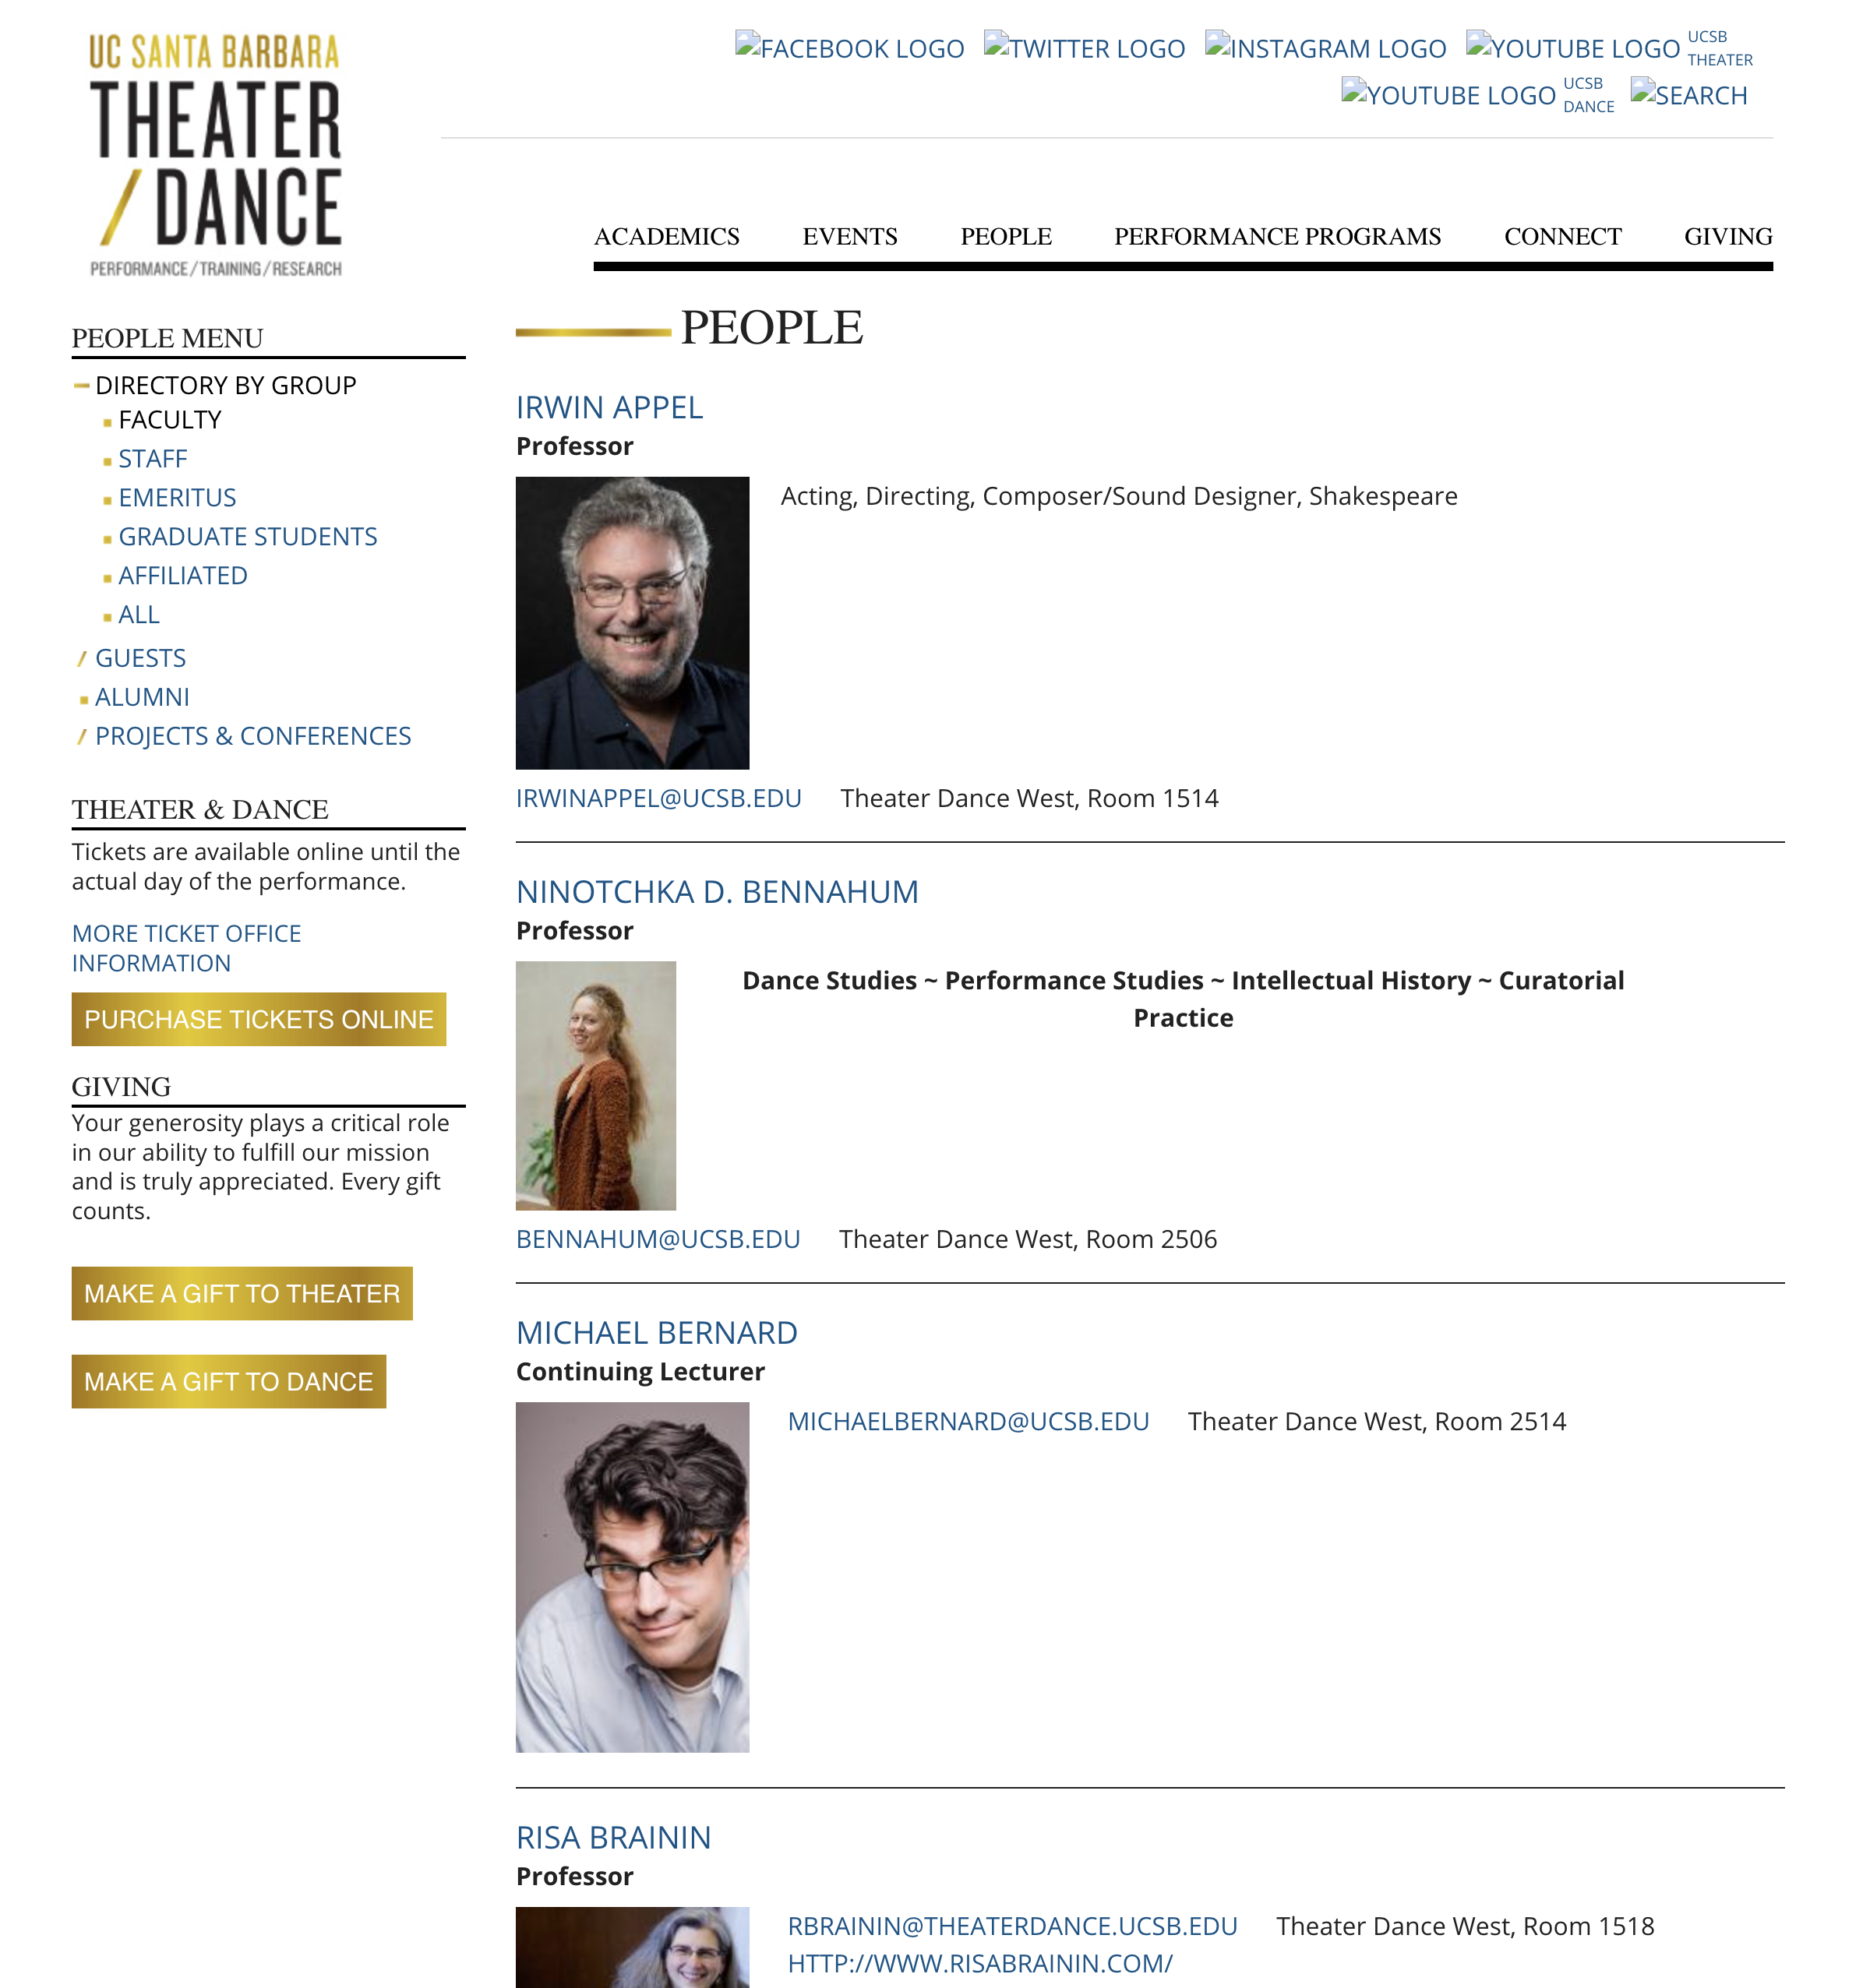 UC SANTA BARBARA
THEATER
/DANCE
PERFORMANCE/TRAINING/RESEARCH
FACEBOOK LOGO TWITTER LOGO INSTAGRAM LOGO YOUTUBE LOGO UCSB THEATER
YOUTUBE LOGO UCSB DANCE SEARCH
ACADEMICS EVENTS PEOPLE PERFORMANCE PROGRAMS CONNECT GIVING
PEOPLE MENU
DIRECTORY BY GROUP
FACULTY
STAFF
EMERITUS
GRADUATE STUDENTS
AFFILIATED
ALL
GUESTS
ALUMNI
PROJECTS & CONFERENCES
THEATER & DANCE
Tickets are available online until the
actual day of the performance.
MORE TICKET OFFICE
INFORMATION
PURCHASE TICKETS ONLINE
GIVING
Your generosity plays a critical role
in our ability to fulfill our mission
and is truly appreciated. Every gift
counts.
MAKE A GIFT TO THEATER
MAKE A GIFT TO DANCE
PEOPLE
IRWIN APPEL
Professor
Acting, Directing, Composer/Sound Designer, Shakespeare
IRWINAPPEL@UCSB.EDU Theater Dance West, Room 1514
NINOTCHKA D. BENNAHUM
Professor
Dance Studies ~ Performance Studies ~ Intellectual History ~ Curatorial
Practice
BENNAHUM@UCSB.EDU Theater Dance West, Room 2506
MICHAEL BERNARD
Continuing Lecturer
MICHAELBERNARD@UCSB.EDU Theater Dance West, Room 2514
RISA BRAININ
Professor
RBRAININ@THEATERDANCE.UCSB.EDU Theater Dance West, Room 1518
HTTP://WWW.RISABRAININ.COM/